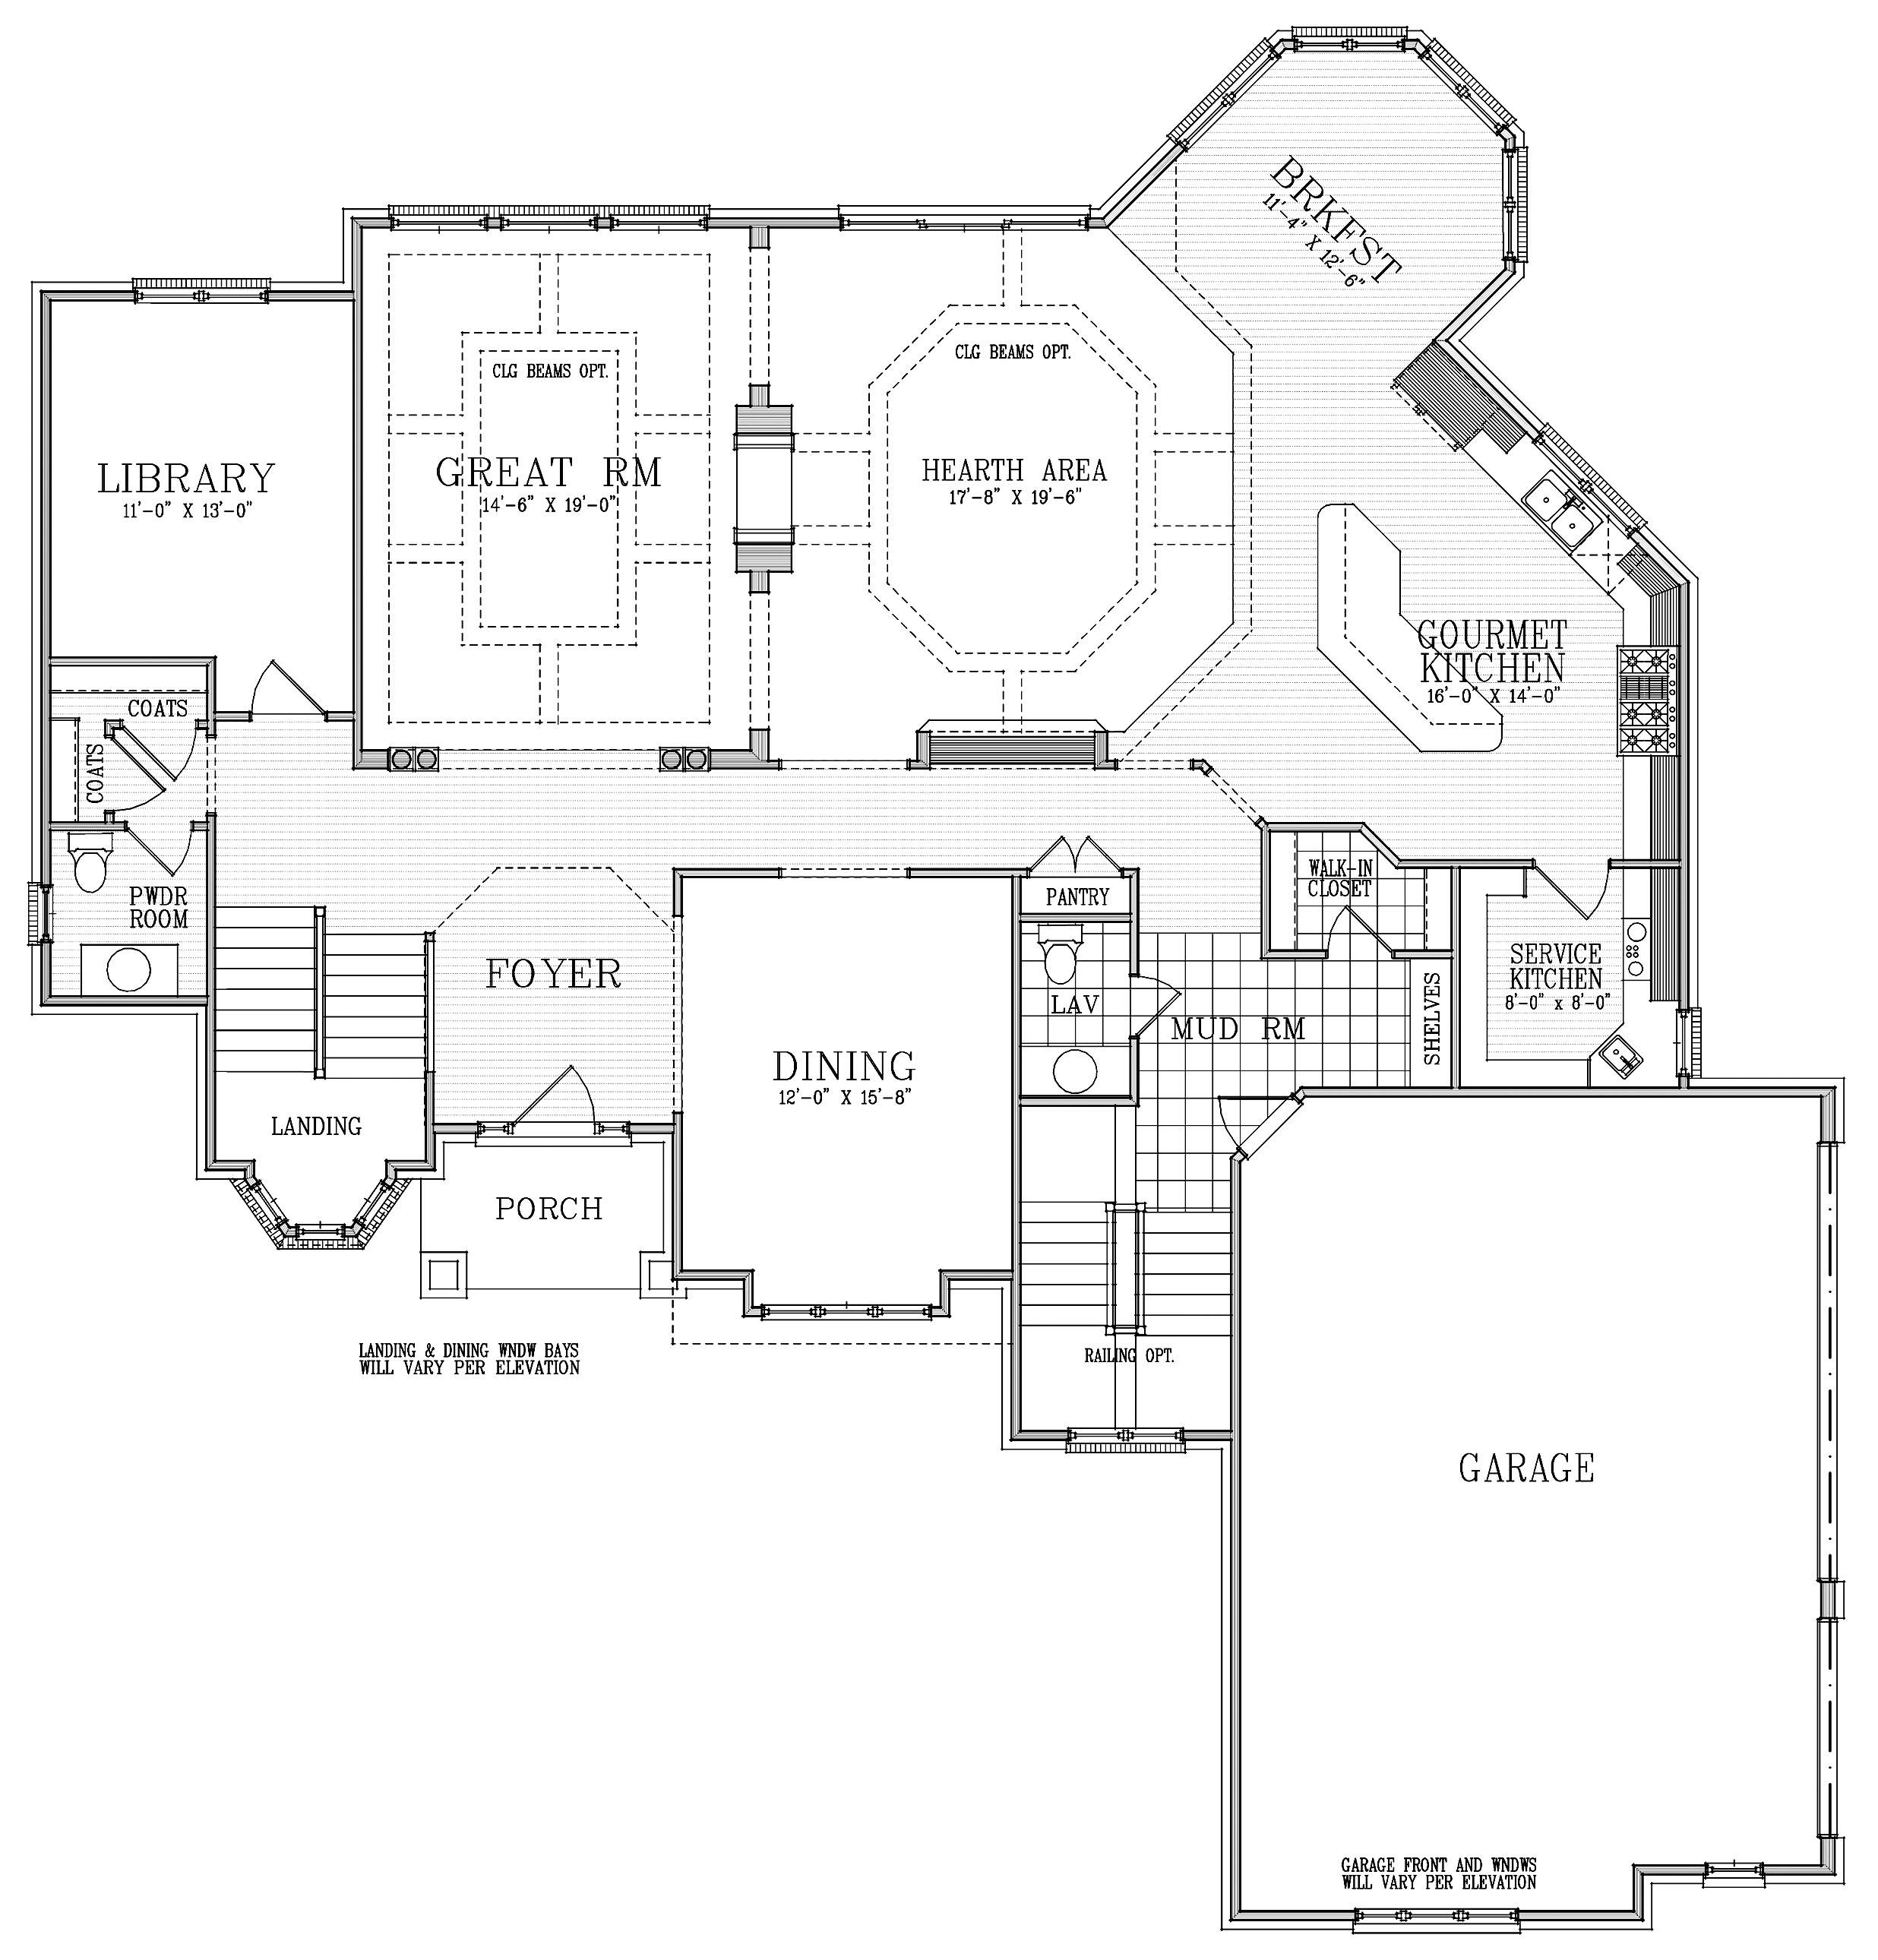 BRKFST
11'-4" X 12'-6"
CLG BEAMS OPT.
CLG BEAMS OPT.
LIBRARY
11'-0" X 13'-0"
GREAT RM
14'-6" X 19'-0"
HEARTH AREA
17'-8" X 19'-6"
GOURMET
KITCHEN
16'-0" X 14'-0"
COATS
COATS
PWDR
ROOM
WALK-IN
CLOSET
PANTRY
FOYER
SERVICE
KITCHEN
8'-0" x 8'-0"
LAV
MUD RM
SHELVES
DINING
12'-0" X 15'-8"
LANDING
PORCH
LANDING & DINING WNDW BAYS
WILL VARY PER ELEVATION
RAILING OPT.
GARAGE
GARAGE FRONT AND WNDWS
WILL VARY PER ELEVATION